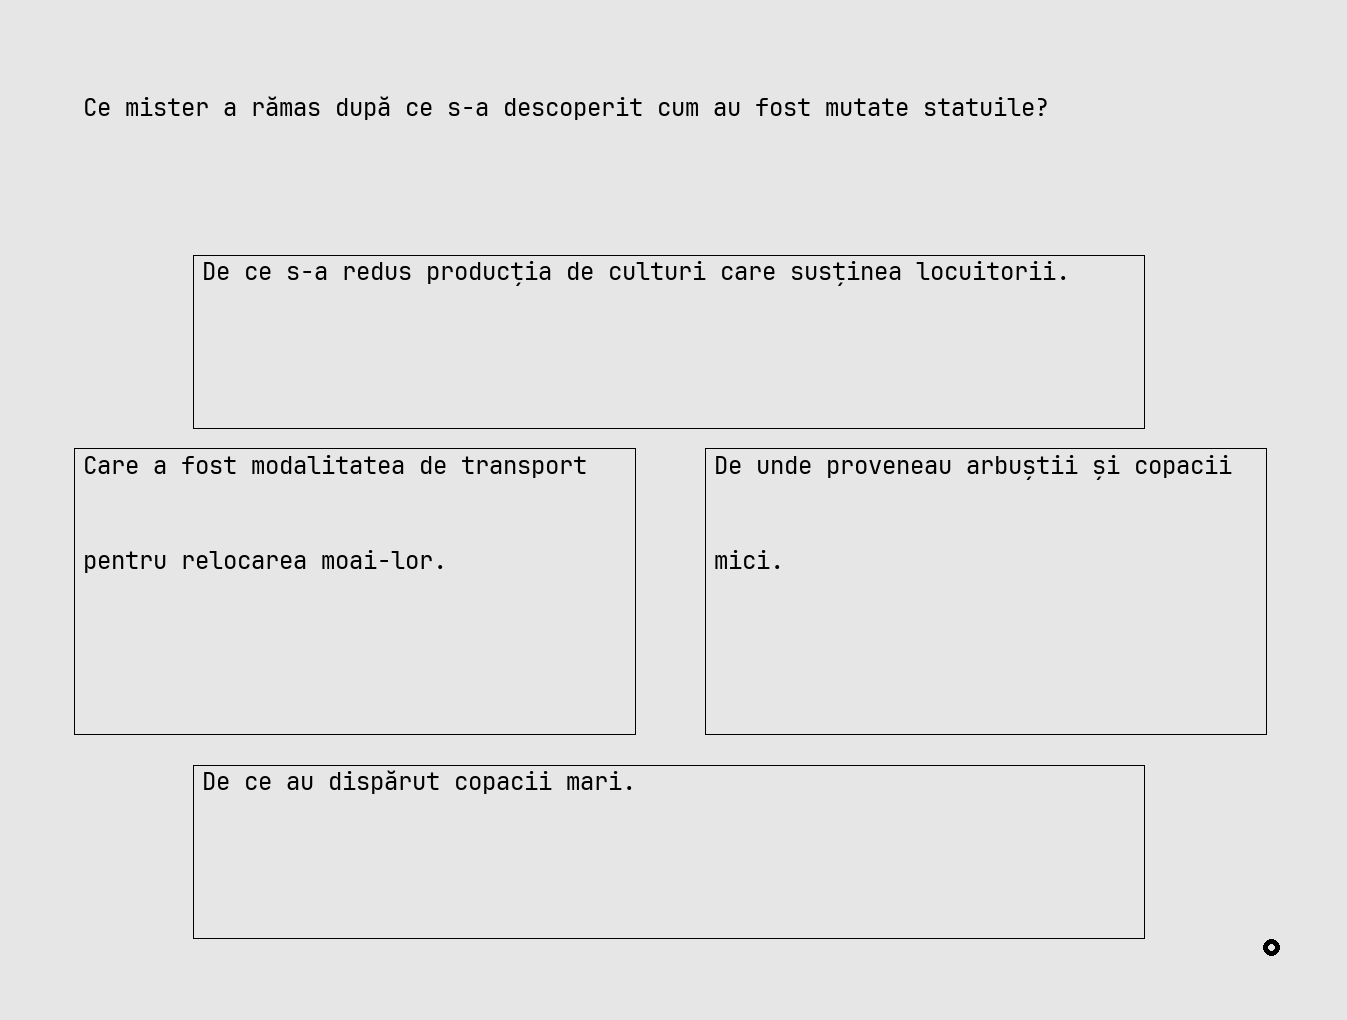 Ce mister a rămas după ce s-a descoperit cum au fost mutate statuile?
De ce s-a redus producția de culturi care susținea locuitorii.
Care a fost modalitatea de transport
pentru relocarea moai-lor.
De unde proveneau arbuștii și copacii
mici.
De ce au dispărut copacii mari.